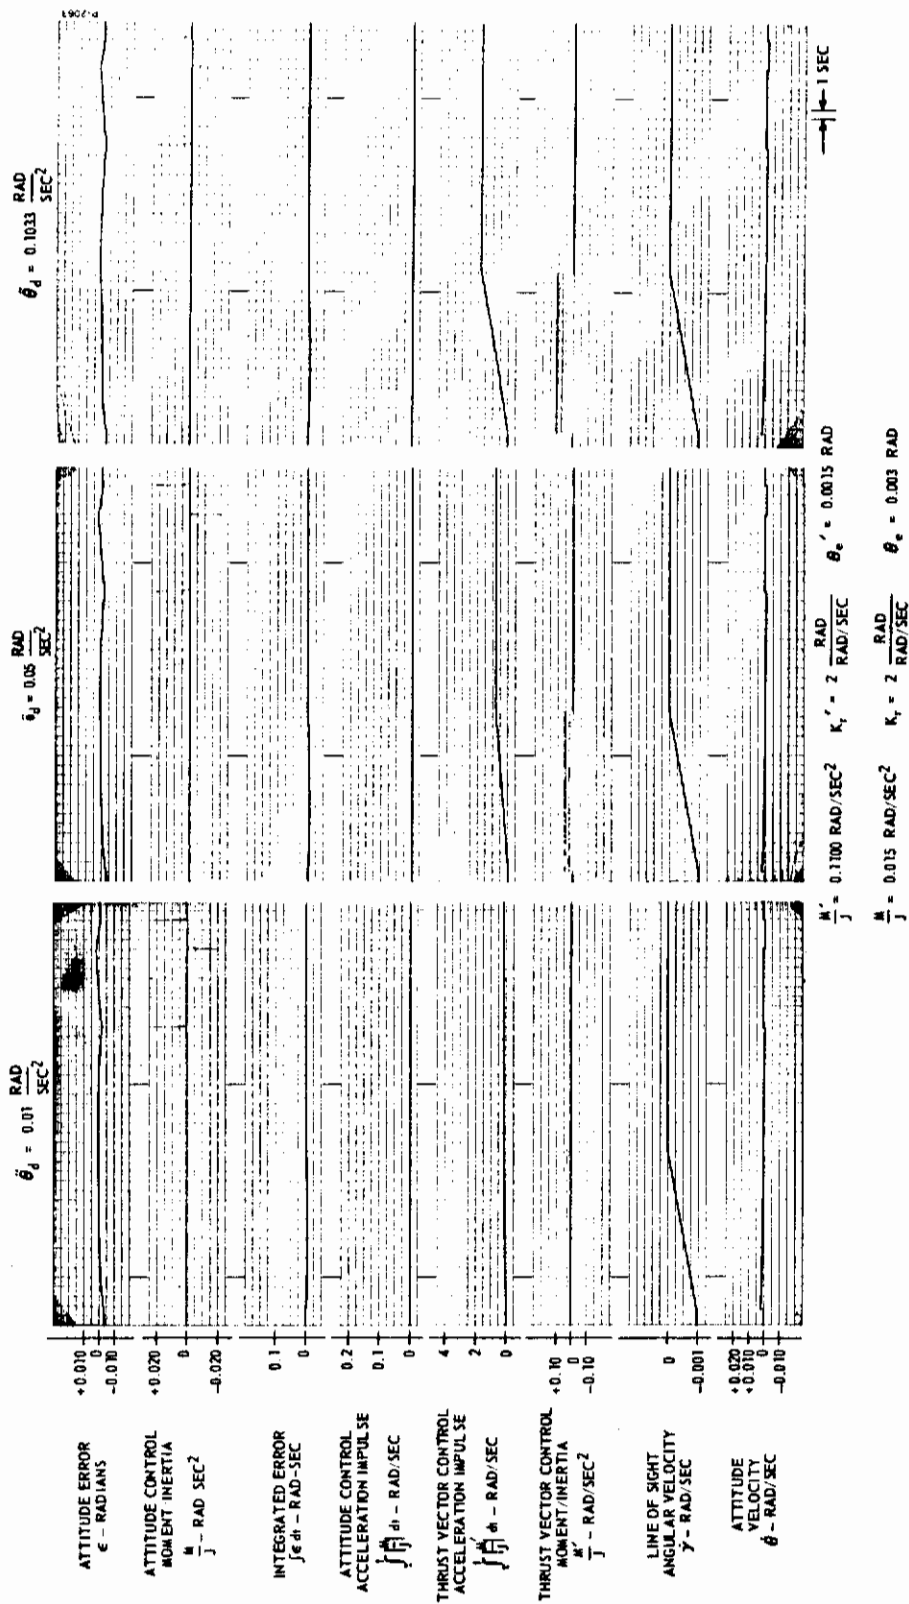 P-2063
θ̈d = 0.01 RAD/SEC²
θ̈d = 0.05 RAD/SEC²
θ̈d = 0.1033 RAD/SEC²
ATTITUDE ERROR
ϵ - RADIANS
+0.010
0
-0.010
ATTITUDE CONTROL
MOMENT INERTIA
M/J - RAD SEC²
+0.020
0
-0.020
INTEGRATED ERROR
∫ϵ dt - RAD-SEC
0.1
0
ATTITUDE CONTROL
ACCELERATION IMPULSE
∫|M/J| dt - RAD/SEC
0.2
0.1
0
THRUST VECTOR CONTROL
ACCELERATION IMPULSE
∫|M′/J| dt - RAD/SEC
4
2
0
THRUST VECTOR CONTROL
MOMENT/INERTIA
M′/J - RAD/SEC²
+0.10
0
-0.10
LINE OF SIGHT
ANGULAR VELOCITY
γ̇ - RAD/SEC
0
-0.001
ATTITUDE
VELOCITY
θ̇ - RAD/SEC
+0.020
+0.010
0
-0.010
1 SEC
M′/J = 0.1100 RAD/SEC² Kr′ = 2 RAD/RAD/SEC θe′ = 0.0015 RAD
M/J = 0.015 RAD/SEC² Kr = 2 RAD/RAD/SEC θe = 0.003 RAD